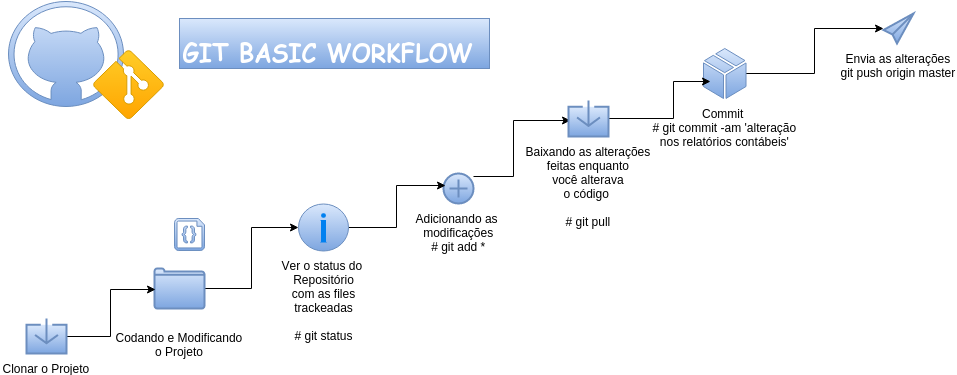 GIT BASIC WORKFLOW
Envia as alterações
git push origin master
Commit
# git commit -am 'alteração
nos relatórios contábeis'
Baixando as alterações
feitas enquanto
você alterava
o código
# git pull
Adicionando as
modificações
# git add *
{}
i
Ver o status do
Repositório
com as files
trackeadas
# git status
Codando e Modificando
o Projeto
Clonar o Projeto